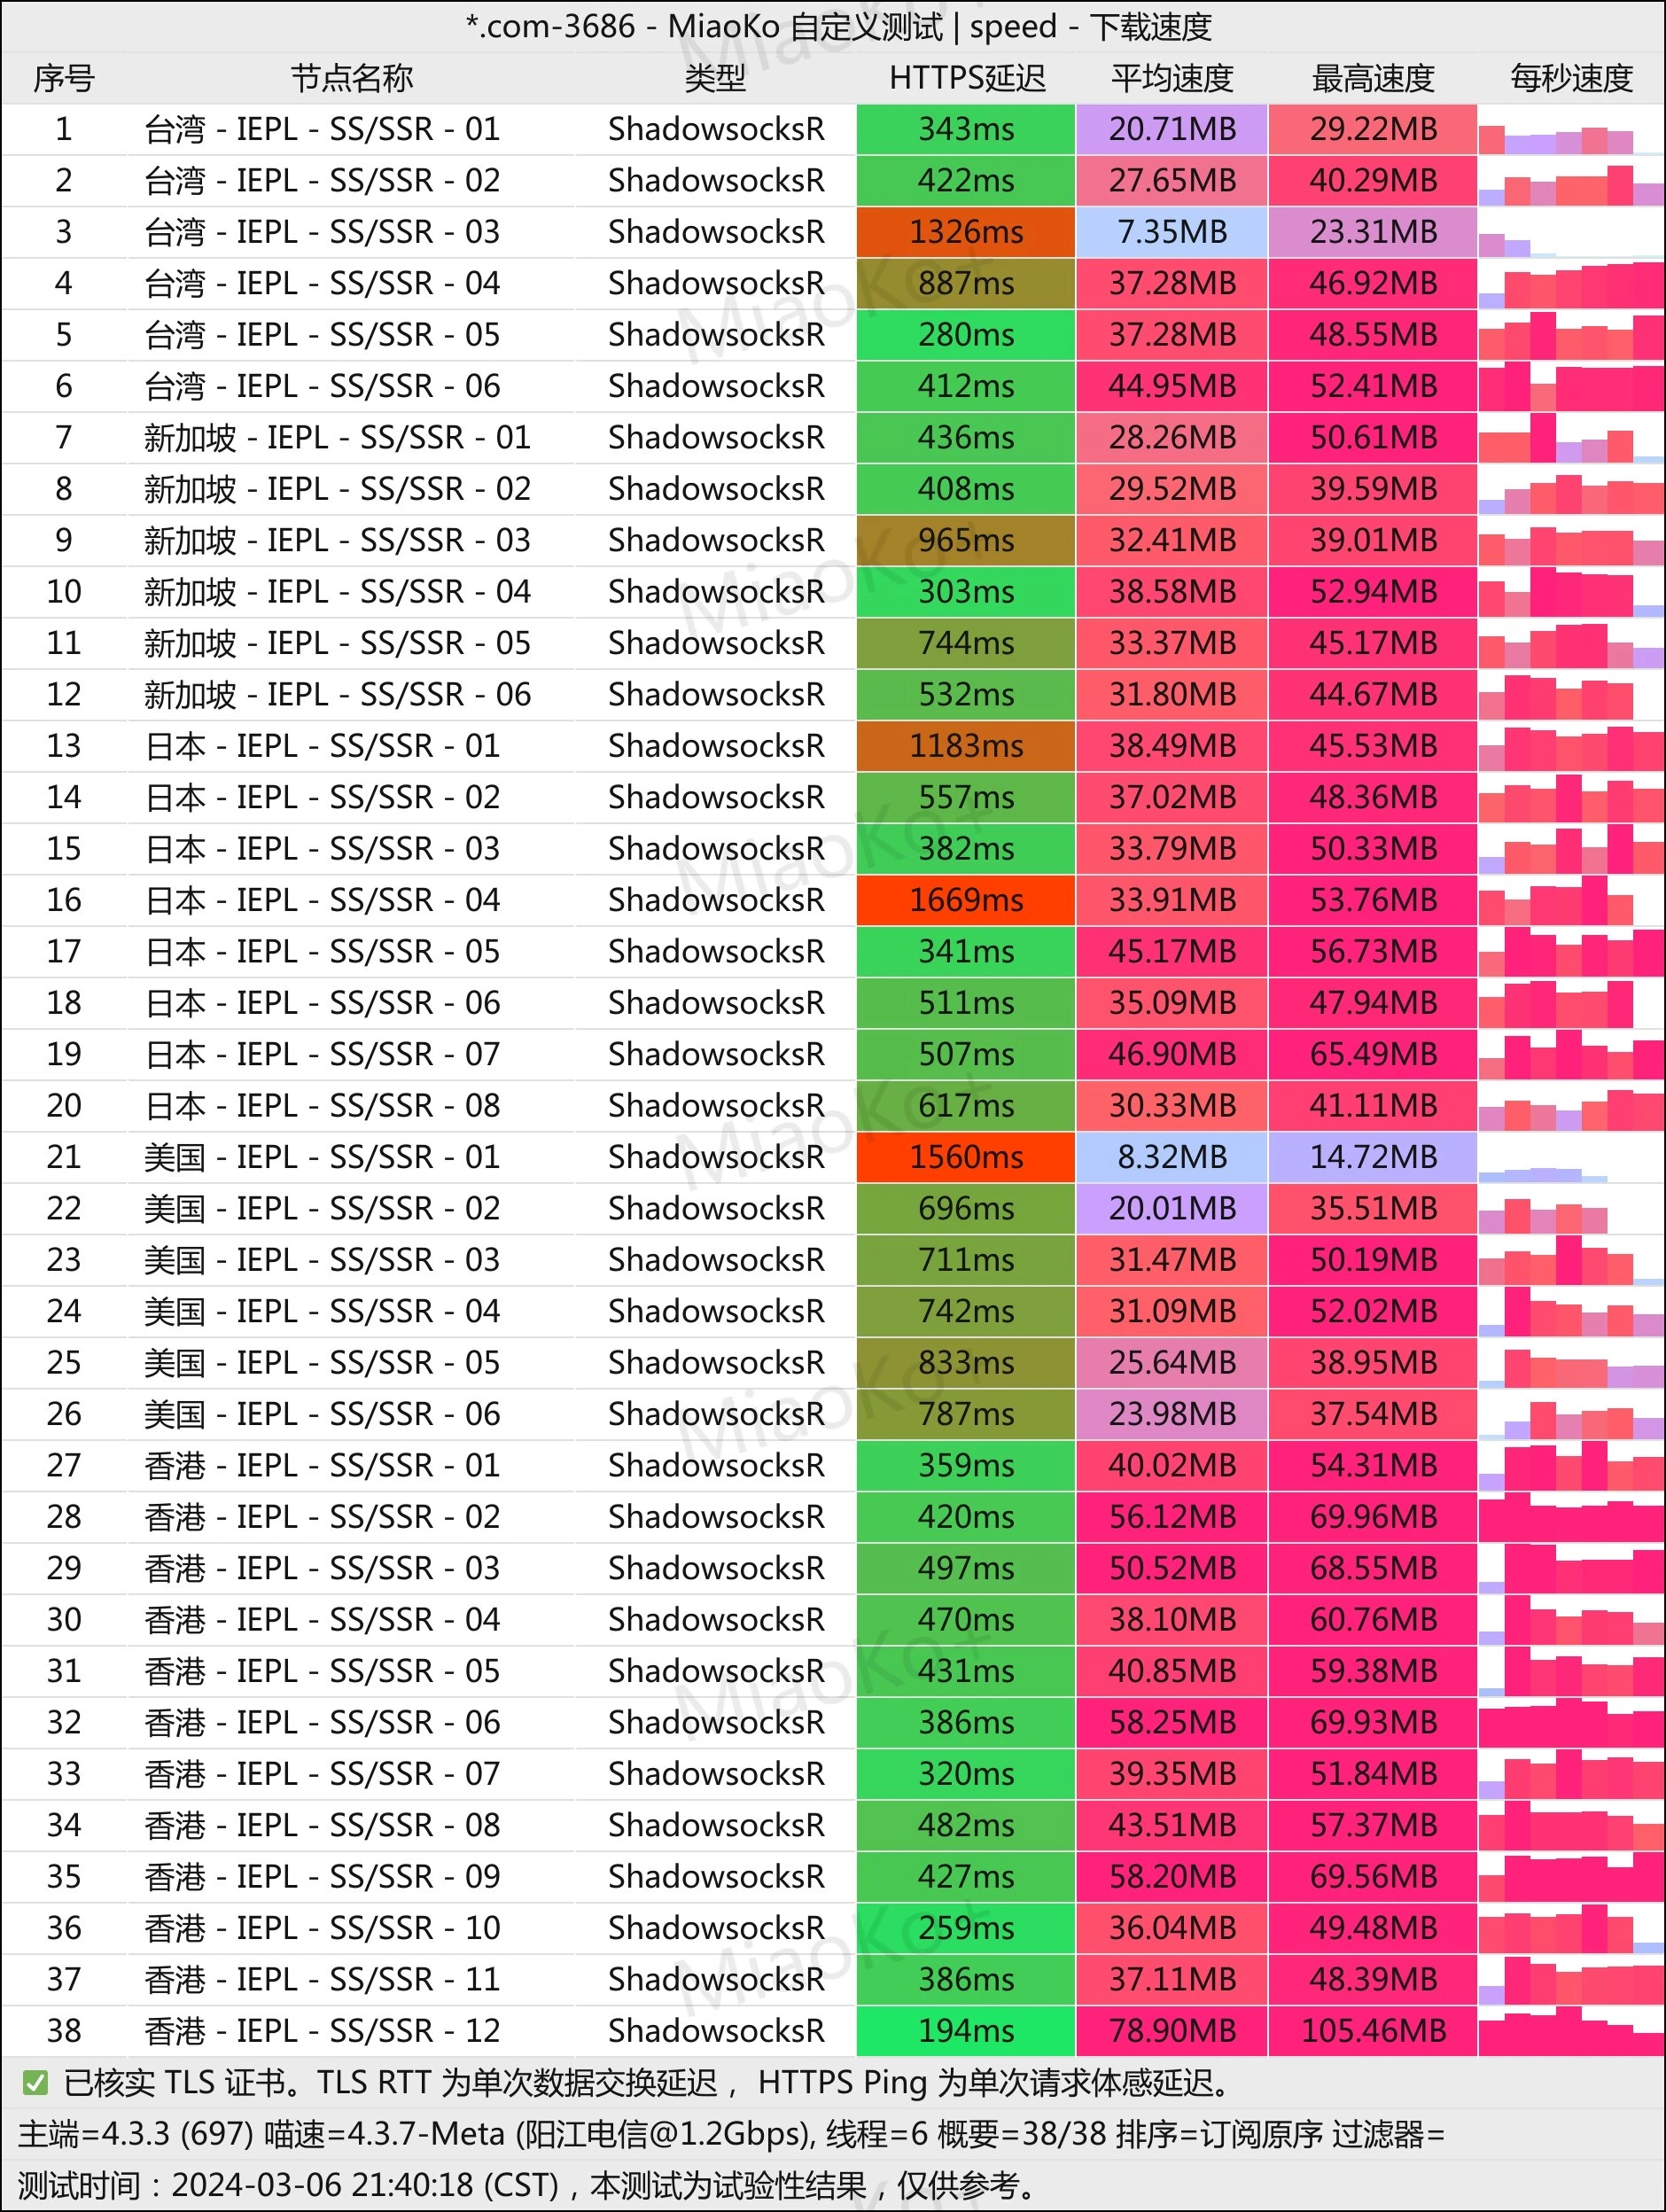 *.com-3686 - MiaoKo 自定义测试 | speed - 下载速度
序号 节点名称 类型 HTTPS延迟 平均速度 最高速度 每秒速度
1 台湾 - IEPL - SS/SSR - 01 ShadowsocksR 343ms 20.71MB 29.22MB
2 台湾 - IEPL - SS/SSR - 02 ShadowsocksR 422ms 27.65MB 40.29MB
3 台湾 - IEPL - SS/SSR - 03 ShadowsocksR 1326ms 7.35MB 23.31MB
4 台湾 - IEPL - SS/SSR - 04 ShadowsocksR 887ms 37.28MB 46.92MB
5 台湾 - IEPL - SS/SSR - 05 ShadowsocksR 280ms 37.28MB 48.55MB
6 台湾 - IEPL - SS/SSR - 06 ShadowsocksR 412ms 44.95MB 52.41MB
7 新加坡 - IEPL - SS/SSR - 01 ShadowsocksR 436ms 28.26MB 50.61MB
8 新加坡 - IEPL - SS/SSR - 02 ShadowsocksR 408ms 29.52MB 39.59MB
9 新加坡 - IEPL - SS/SSR - 03 ShadowsocksR 965ms 32.41MB 39.01MB
10 新加坡 - IEPL - SS/SSR - 04 ShadowsocksR 303ms 38.58MB 52.94MB
11 新加坡 - IEPL - SS/SSR - 05 ShadowsocksR 744ms 33.37MB 45.17MB
12 新加坡 - IEPL - SS/SSR - 06 ShadowsocksR 532ms 31.80MB 44.67MB
13 日本 - IEPL - SS/SSR - 01 ShadowsocksR 1183ms 38.49MB 45.53MB
14 日本 - IEPL - SS/SSR - 02 ShadowsocksR 557ms 37.02MB 48.36MB
15 日本 - IEPL - SS/SSR - 03 ShadowsocksR 382ms 33.79MB 50.33MB
16 日本 - IEPL - SS/SSR - 04 ShadowsocksR 1669ms 33.91MB 53.76MB
17 日本 - IEPL - SS/SSR - 05 ShadowsocksR 341ms 45.17MB 56.73MB
18 日本 - IEPL - SS/SSR - 06 ShadowsocksR 511ms 35.09MB 47.94MB
19 日本 - IEPL - SS/SSR - 07 ShadowsocksR 507ms 46.90MB 65.49MB
20 日本 - IEPL - SS/SSR - 08 ShadowsocksR 617ms 30.33MB 41.11MB
21 美国 - IEPL - SS/SSR - 01 ShadowsocksR 1560ms 8.32MB 14.72MB
22 美国 - IEPL - SS/SSR - 02 ShadowsocksR 696ms 20.01MB 35.51MB
23 美国 - IEPL - SS/SSR - 03 ShadowsocksR 711ms 31.47MB 50.19MB
24 美国 - IEPL - SS/SSR - 04 ShadowsocksR 742ms 31.09MB 52.02MB
25 美国 - IEPL - SS/SSR - 05 ShadowsocksR 833ms 25.64MB 38.95MB
26 美国 - IEPL - SS/SSR - 06 ShadowsocksR 787ms 23.98MB 37.54MB
27 香港 - IEPL - SS/SSR - 01 ShadowsocksR 359ms 40.02MB 54.31MB
28 香港 - IEPL - SS/SSR - 02 ShadowsocksR 420ms 56.12MB 69.96MB
29 香港 - IEPL - SS/SSR - 03 ShadowsocksR 497ms 50.52MB 68.55MB
30 香港 - IEPL - SS/SSR - 04 ShadowsocksR 470ms 38.10MB 60.76MB
31 香港 - IEPL - SS/SSR - 05 ShadowsocksR 431ms 40.85MB 59.38MB
32 香港 - IEPL - SS/SSR - 06 ShadowsocksR 386ms 58.25MB 69.93MB
33 香港 - IEPL - SS/SSR - 07 ShadowsocksR 320ms 39.35MB 51.84MB
34 香港 - IEPL - SS/SSR - 08 ShadowsocksR 482ms 43.51MB 57.37MB
35 香港 - IEPL - SS/SSR - 09 ShadowsocksR 427ms 58.20MB 69.56MB
36 香港 - IEPL - SS/SSR - 10 ShadowsocksR 259ms 36.04MB 49.48MB
37 香港 - IEPL - SS/SSR - 11 ShadowsocksR 386ms 37.11MB 48.39MB
38 香港 - IEPL - SS/SSR - 12 ShadowsocksR 194ms 78.90MB 105.46MB
✅ 已核实 TLS 证书。TLS RTT 为单次数据交换延迟， HTTPS Ping 为单次请求体感延迟。
主端=4.3.3 (697) 喵速=4.3.7-Meta (阳江电信@1.2Gbps), 线程=6 概要=38/38 排序=订阅原序 过滤器=
测试时间：2024-03-06 21:40:18 (CST)，本测试为试验性结果，仅供参考。